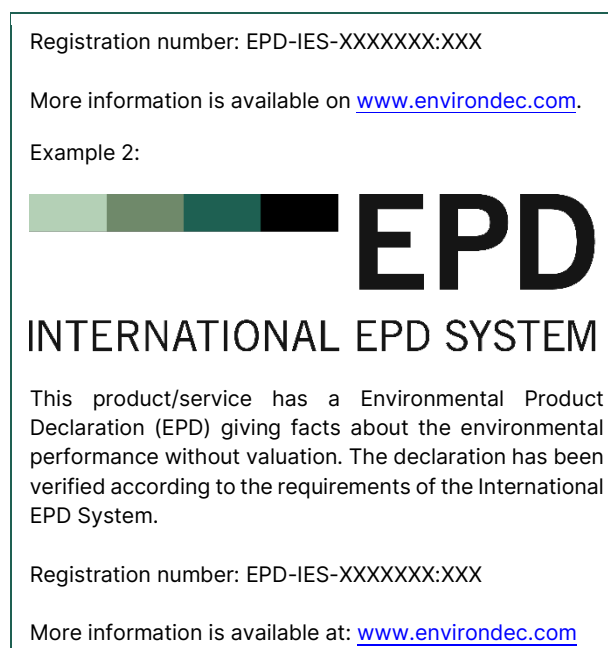 Registration number: EPD-IES-XXXXXXX:XXX
More information is available on www.environdec.com.
Example 2:
EPD
INTERNATIONAL EPD SYSTEM
This product/service has a Environmental Product
Declaration (EPD) giving facts about the environmental
performance without valuation. The declaration has been
verified according to the requirements of the International
EPD System.
Registration number: EPD-IES-XXXXXXX:XXX
More information is available at: www.environdec.com